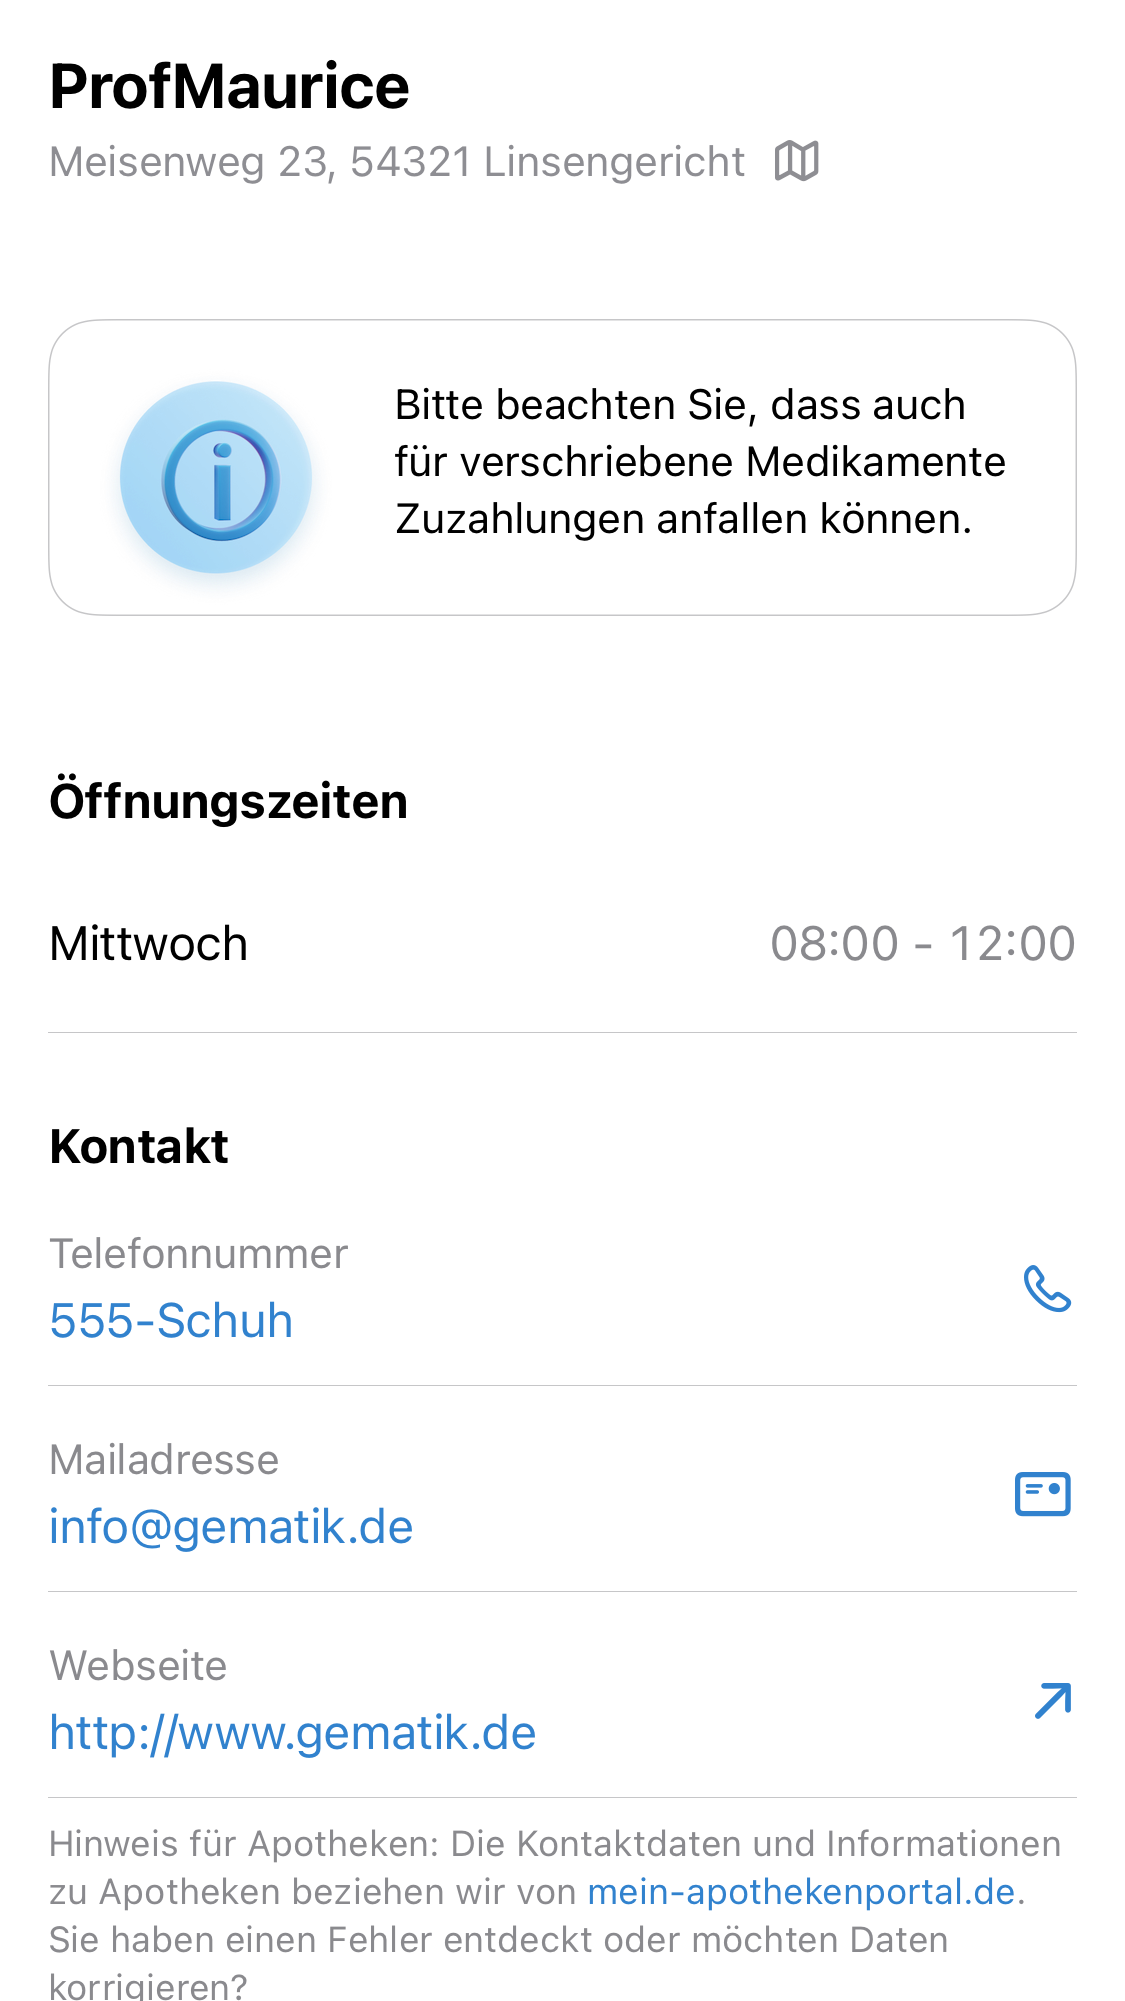 ProfMaurice
Meisenweg 23, 54321 Linsengericht
Bitte beachten Sie, dass auch
für verschriebene Medikamente
Zuzahlungen anfallen können.
Öffnungszeiten
Mittwoch 08:00 - 12:00
Kontakt
Telefonnummer
555-Schuh
Mailadresse
info@gematik.de
Webseite
http://www.gematik.de
Hinweis für Apotheken: Die Kontaktdaten und Informationen
zu Apotheken beziehen wir von mein-apothekenportal.de.
Sie haben einen Fehler entdeckt oder möchten Daten
korrigieren?